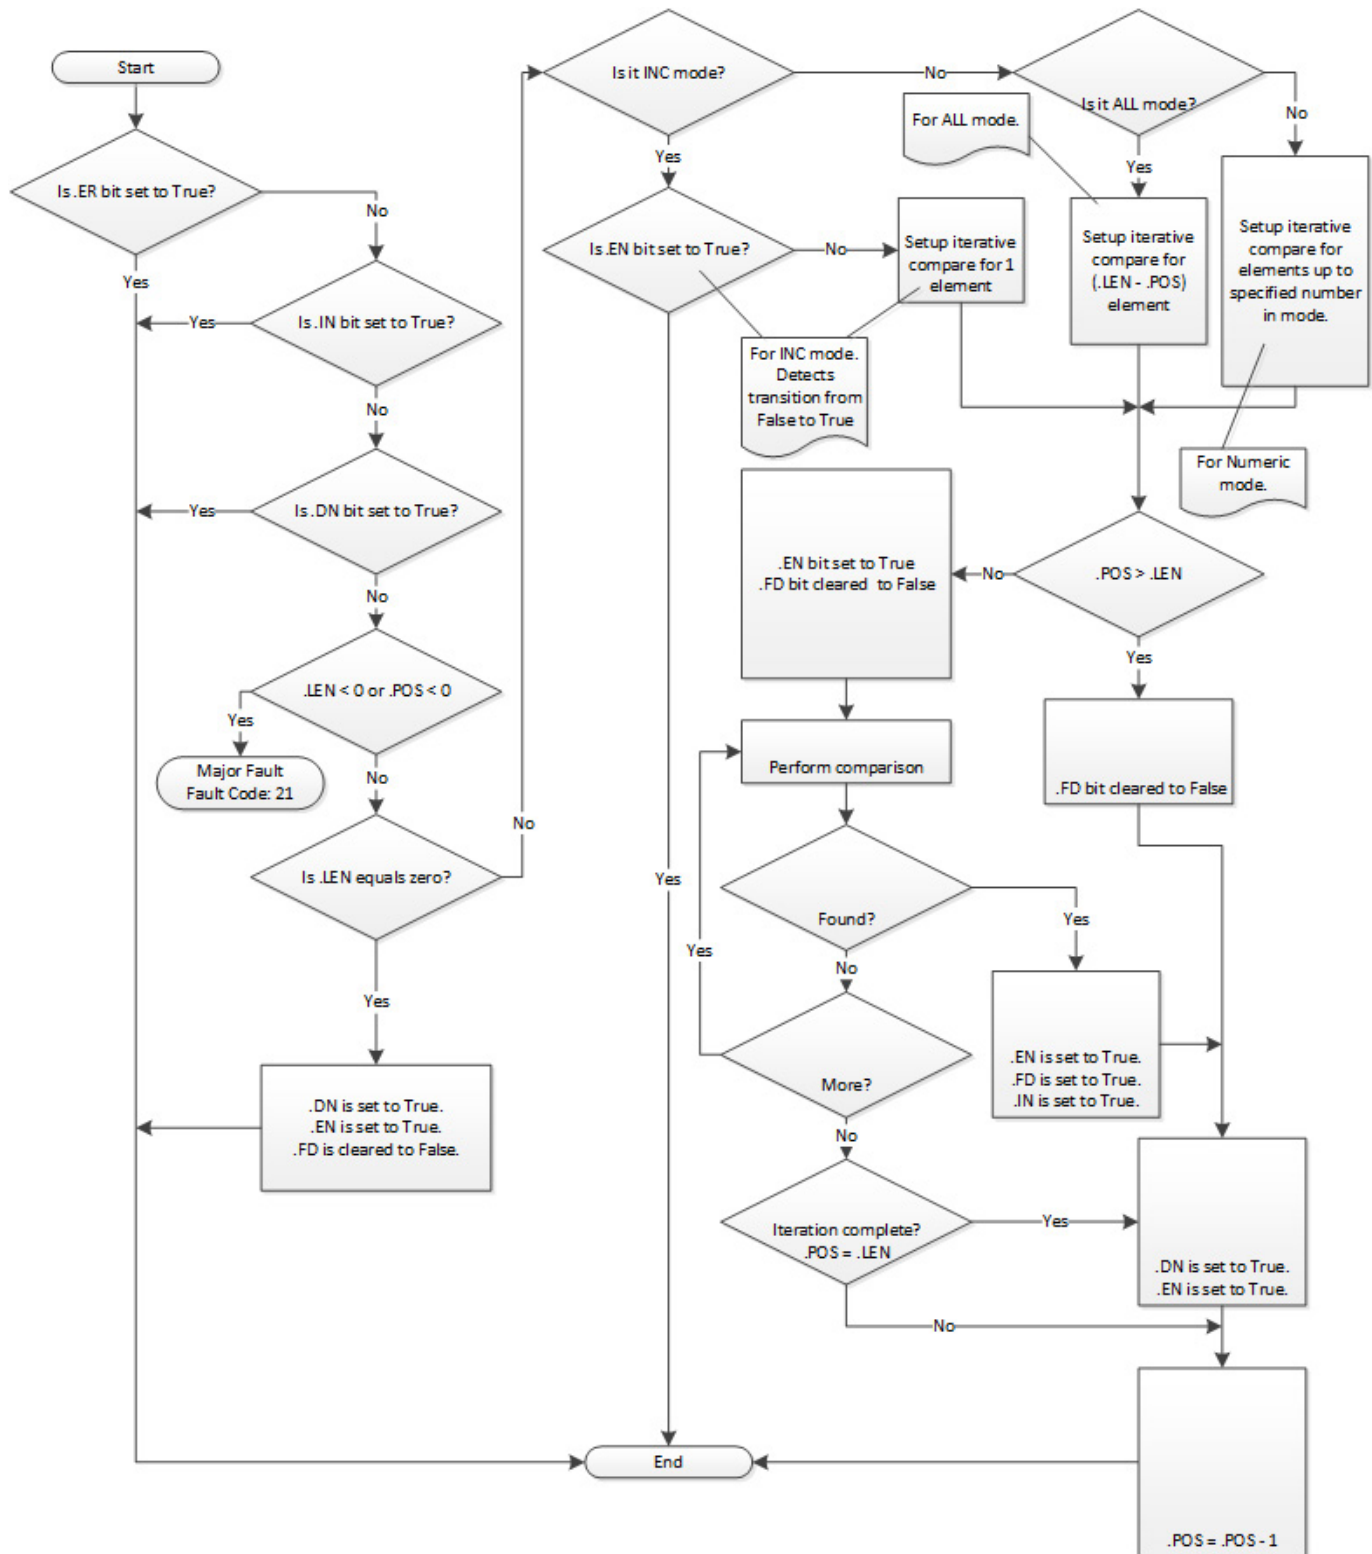 Start
Is .ER bit set to True?
No
Yes
Is .IN bit set to True?
Yes
No
Is .DN bit set to True?
Yes
No
.LEN < 0 or .POS < 0
Yes
Major Fault
Fault Code: 21
No
Is .LEN equals zero?
No
Yes
.DN is set to True.
.EN is set to True.
.FD is cleared to False.
Is it INC mode?
No
Yes
Is .EN bit set to True?
No
Setup iterative
compare for 1
element
For INC mode.
Detects
transition from
False to True
Yes
Is it ALL mode?
For ALL mode.
Yes
No
Setup iterative
compare for
(.LEN - .POS)
element
Setup iterative
compare for
elements up to
specified number
in mode.
For Numeric
mode.
.POS > .LEN
No
Yes
.EN bit set to True
.FD bit cleared to False
.FD bit cleared to False
Perform comparison
Found?
Yes
No
.EN is set to True.
.FD is set to True.
.IN is set to True.
More?
Yes
No
Iteration complete?
.POS = .LEN
Yes
No
.DN is set to True.
.EN is set to True.
.POS = .POS - 1
End